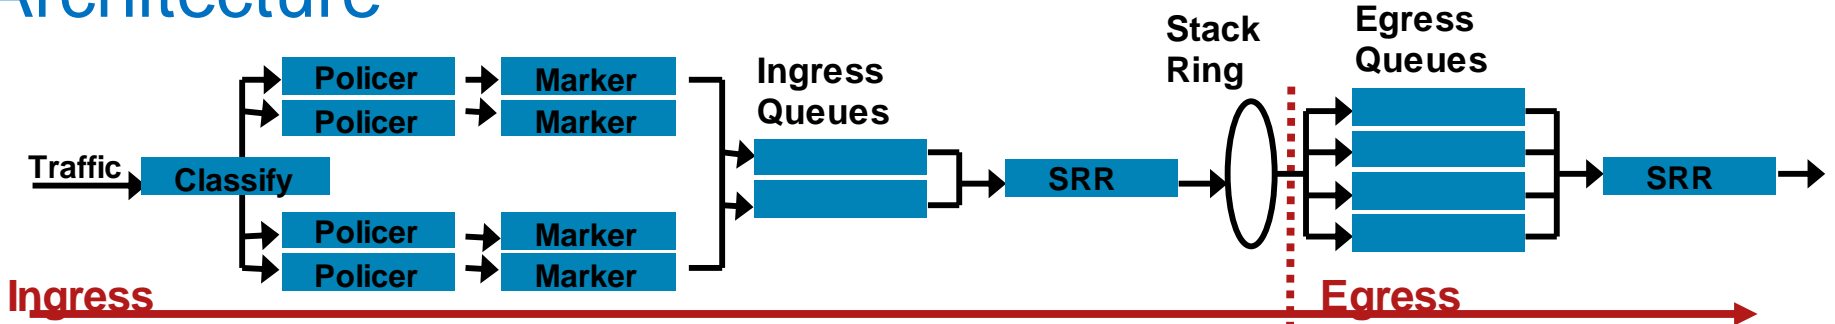 Architecture
Stack
Ring
Egress
Queues
Ingress
Queues
Policer
Marker
Policer
Marker
Traffic
Classify
SRR
SRR
Policer
Marker
Policer
Marker
Ingress
Egress